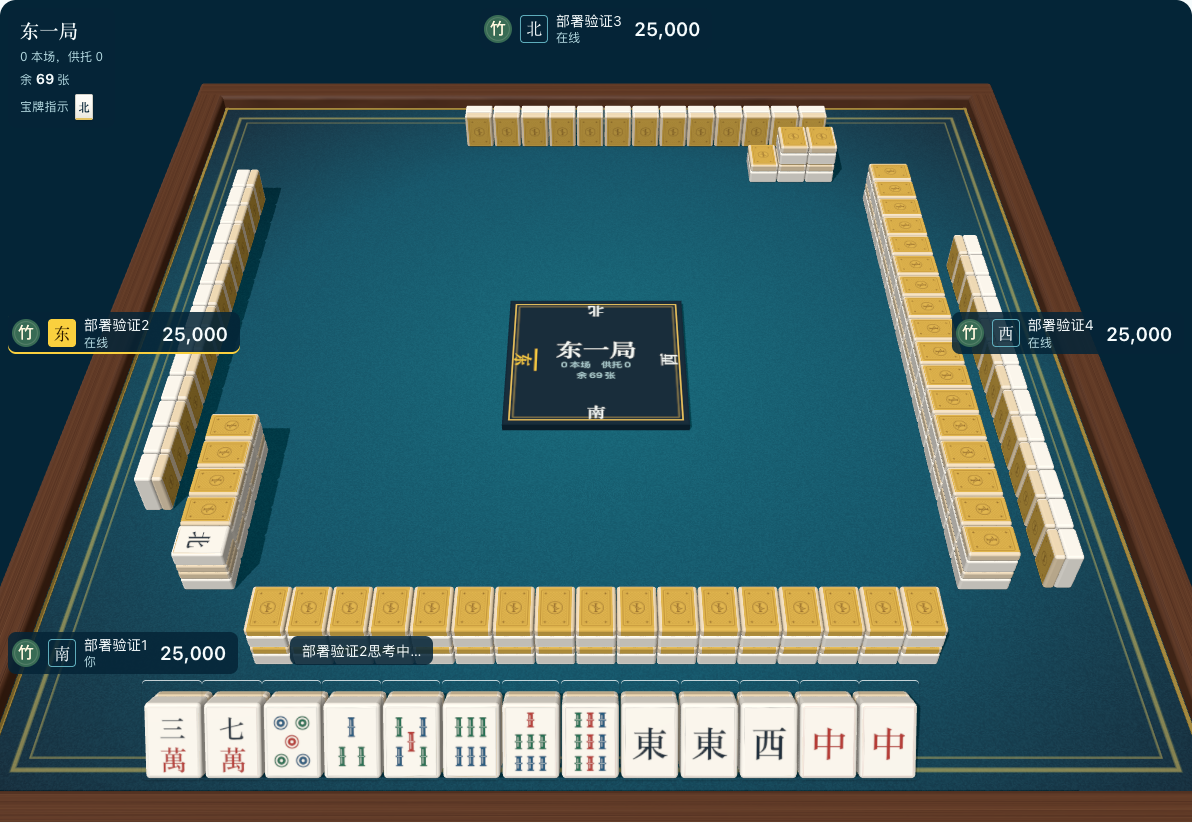 东一局
0 本场，供托 0
余 69 张
宝牌指示 北
竹 北 部署验证3 25,000
在线
竹 东 部署验证2 25,000
在线
竹 西 部署验证4 25,000
在线
北
东
西
东一局
0 本场 供托 0
余 69 张
南
北
竹 南 部署验证1 25,000
你
部署验证2思考中...
三萬 七萬 東 東 西 中 中